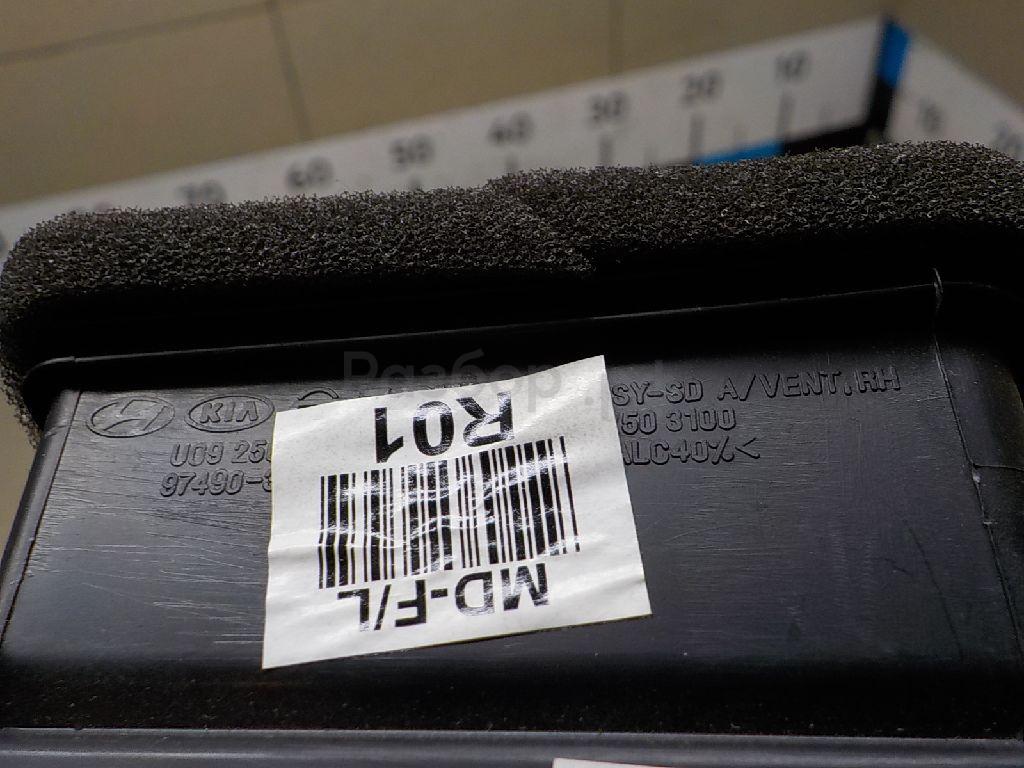 10
20
30
40
50
60
70
KIA
SY-SD A/VENT,RH
U09 25
50 3100
97490-
ALC40%<
R01
MD-F/L